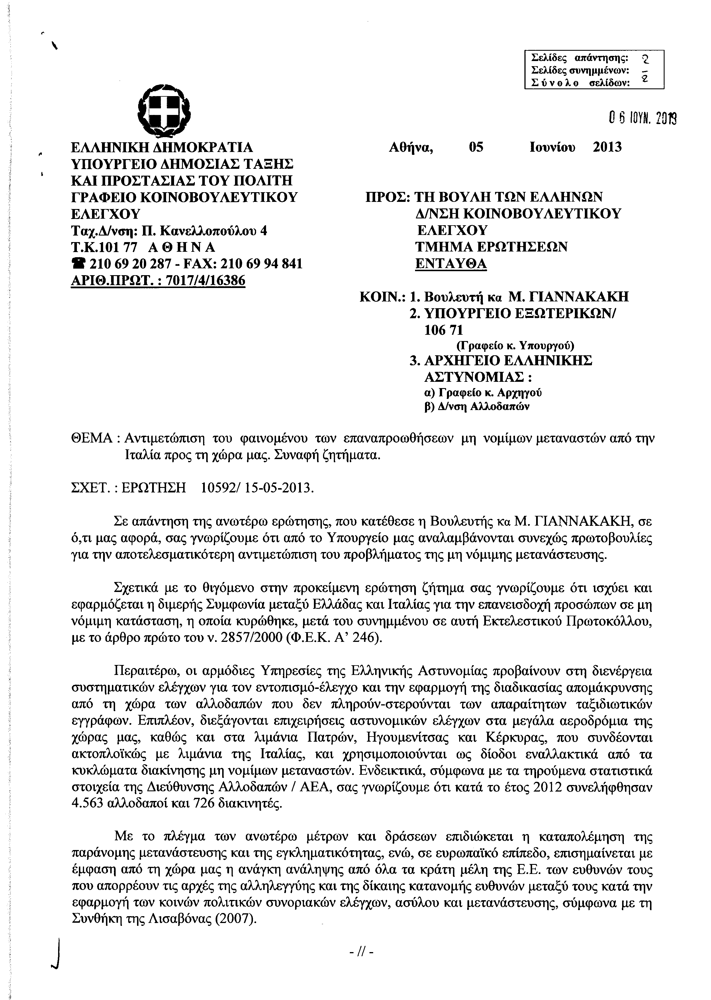 Σελίδες απάντησης: 2
Σελίδες συνημμένων: -
Σύνολο σελίδων: 2
06 ΙΟΥΝ. 2013
ΕΛΛΗΝΙΚΗ ΔΗΜΟΚΡΑΤΙΑ
ΥΠΟΥΡΓΕΙΟ ΔΗΜΟΣΙΑΣ ΤΑΞΗΣ
ΚΑΙ ΠΡΟΣΤΑΣΙΑΣ ΤΟΥ ΠΟΛΙΤΗ
ΓΡΑΦΕΙΟ ΚΟΙΝΟΒΟΥΛΕΥΤΙΚΟΥ
ΕΛΕΓΧΟΥ
Ταχ.Δ/νση: Π. Κανελλοπούλου 4
Τ.Κ.101 77 Α Θ Η Ν Α
☎ 210 69 20 287 - FAX: 210 69 94 841
ΑΡΙΘ.ΠΡΩΤ. : 7017/4/16386
Αθήνα, 05 Ιουνίου 2013
ΠΡΟΣ: ΤΗ ΒΟΥΛΗ ΤΩΝ ΕΛΛΗΝΩΝ
Δ/ΝΣΗ ΚΟΙΝΟΒΟΥΛΕΥΤΙΚΟΥ
ΕΛΕΓΧΟΥ
ΤΜΗΜΑ ΕΡΩΤΗΣΕΩΝ
ΕΝΤΑΥΘΑ
ΚΟΙΝ.: 1. Βουλευτή κα Μ. ΓΙΑΝΝΑΚΑΚΗ
2. ΥΠΟΥΡΓΕΙΟ ΕΞΩΤΕΡΙΚΩΝ/
106 71
(Γραφείο κ. Υπουργού)
3. ΑΡΧΗΓΕΙΟ ΕΛΛΗΝΙΚΗΣ
ΑΣΤΥΝΟΜΙΑΣ :
α) Γραφείο κ. Αρχηγού
β) Δ/νση Αλλοδαπών
ΘΕΜΑ : Αντιμετώπιση του φαινομένου των επαναπροωθήσεων μη νομίμων μεταναστών από την
Ιταλία προς τη χώρα μας. Συναφή ζητήματα.
ΣΧΕΤ. : ΕΡΩΤΗΣΗ 10592/ 15-05-2013.
Σε απάντηση της ανωτέρω ερώτησης, που κατέθεσε η Βουλευτής κα Μ. ΓΙΑΝΝΑΚΑΚΗ, σε
ό,τι μας αφορά, σας γνωρίζουμε ότι από το Υπουργείο μας αναλαμβάνονται συνεχώς πρωτοβουλίες
για την αποτελεσματικότερη αντιμετώπιση του προβλήματος της μη νόμιμης μετανάστευσης.
Σχετικά με το θιγόμενο στην προκείμενη ερώτηση ζήτημα σας γνωρίζουμε ότι ισχύει και
εφαρμόζεται η διμερής Συμφωνία μεταξύ Ελλάδας και Ιταλίας για την επανεισδοχή προσώπων σε μη
νόμιμη κατάσταση, η οποία κυρώθηκε, μετά του συνημμένου σε αυτή Εκτελεστικού Πρωτοκόλλου,
με το άρθρο πρώτο του ν. 2857/2000 (Φ.Ε.Κ. Α’ 246).
Περαιτέρω, οι αρμόδιες Υπηρεσίες της Ελληνικής Αστυνομίας προβαίνουν στη διενέργεια
συστηματικών ελέγχων για τον εντοπισμό-έλεγχο και την εφαρμογή της διαδικασίας απομάκρυνσης
από τη χώρα των αλλοδαπών που δεν πληρούν-στερούνται των απαραίτητων ταξιδιωτικών
εγγράφων. Επιπλέον, διεξάγονται επιχειρήσεις αστυνομικών ελέγχων στα μεγάλα αεροδρόμια της
χώρας μας, καθώς και στα λιμάνια Πατρών, Ηγουμενίτσας και Κέρκυρας, που συνδέονται
ακτοπλοϊκώς με λιμάνια της Ιταλίας, και χρησιμοποιούνται ως δίοδοι εναλλακτικά από τα
κυκλώματα διακίνησης μη νομίμων μεταναστών. Ενδεικτικά, σύμφωνα με τα τηρούμενα στατιστικά
στοιχεία της Διεύθυνσης Αλλοδαπών / ΑΕΑ, σας γνωρίζουμε ότι κατά το έτος 2012 συνελήφθησαν
4.563 αλλοδαποί και 726 διακινητές.
Με το πλέγμα των ανωτέρω μέτρων και δράσεων επιδιώκεται η καταπολέμηση της
παράνομης μετανάστευσης και της εγκληματικότητας, ενώ, σε ευρωπαϊκό επίπεδο, επισημαίνεται με
έμφαση από τη χώρα μας η ανάγκη ανάληψης από όλα τα κράτη μέλη της Ε.Ε. των ευθυνών τους
που απορρέουν τις αρχές της αλληλεγγύης και της δίκαιης κατανομής ευθυνών μεταξύ τους κατά την
εφαρμογή των κοινών πολιτικών συνοριακών ελέγχων, ασύλου και μετανάστευσης, σύμφωνα με τη
Συνθήκη της Λισαβόνας (2007).
- // -